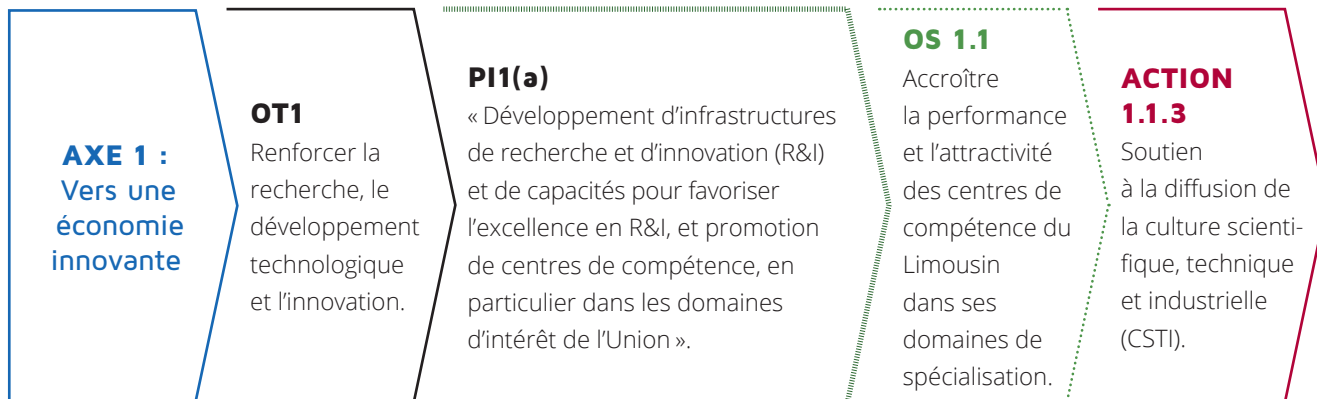 AXE 1 :
Vers une
économie
innovante
OT1
Renforcer la
recherche, le
développement
technologique
et l’innovation.
PI1(a)
« Développement d’infrastructures
de recherche et d’innovation (R&I)
et de capacités pour favoriser
l’excellence en R&I, et promotion
de centres de compétence, en
particulier dans les domaines
d’intérêt de l’Union ».
OS 1.1
Accroître
la performance
et l’attractivité
des centres de
compétence du
Limousin
dans ses
domaines de
spécialisation.
ACTION
1.1.3
Soutien
à la diffusion de
la culture scienti-
fique, technique
et industrielle
(CSTI).